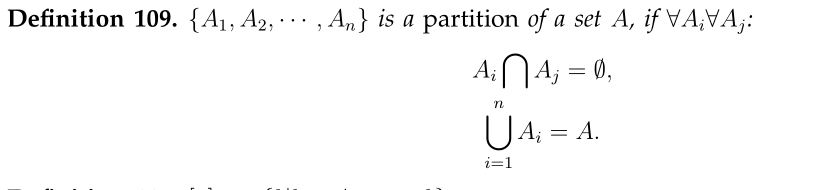 Definition 109. {A₁, A₂, ⋯ , Aₙ} is a partition of a set A, if ∀Aᵢ∀Aⱼ:
Aᵢ ⋂ Aⱼ = ∅,
n
⋃ Aᵢ = A.
i=1